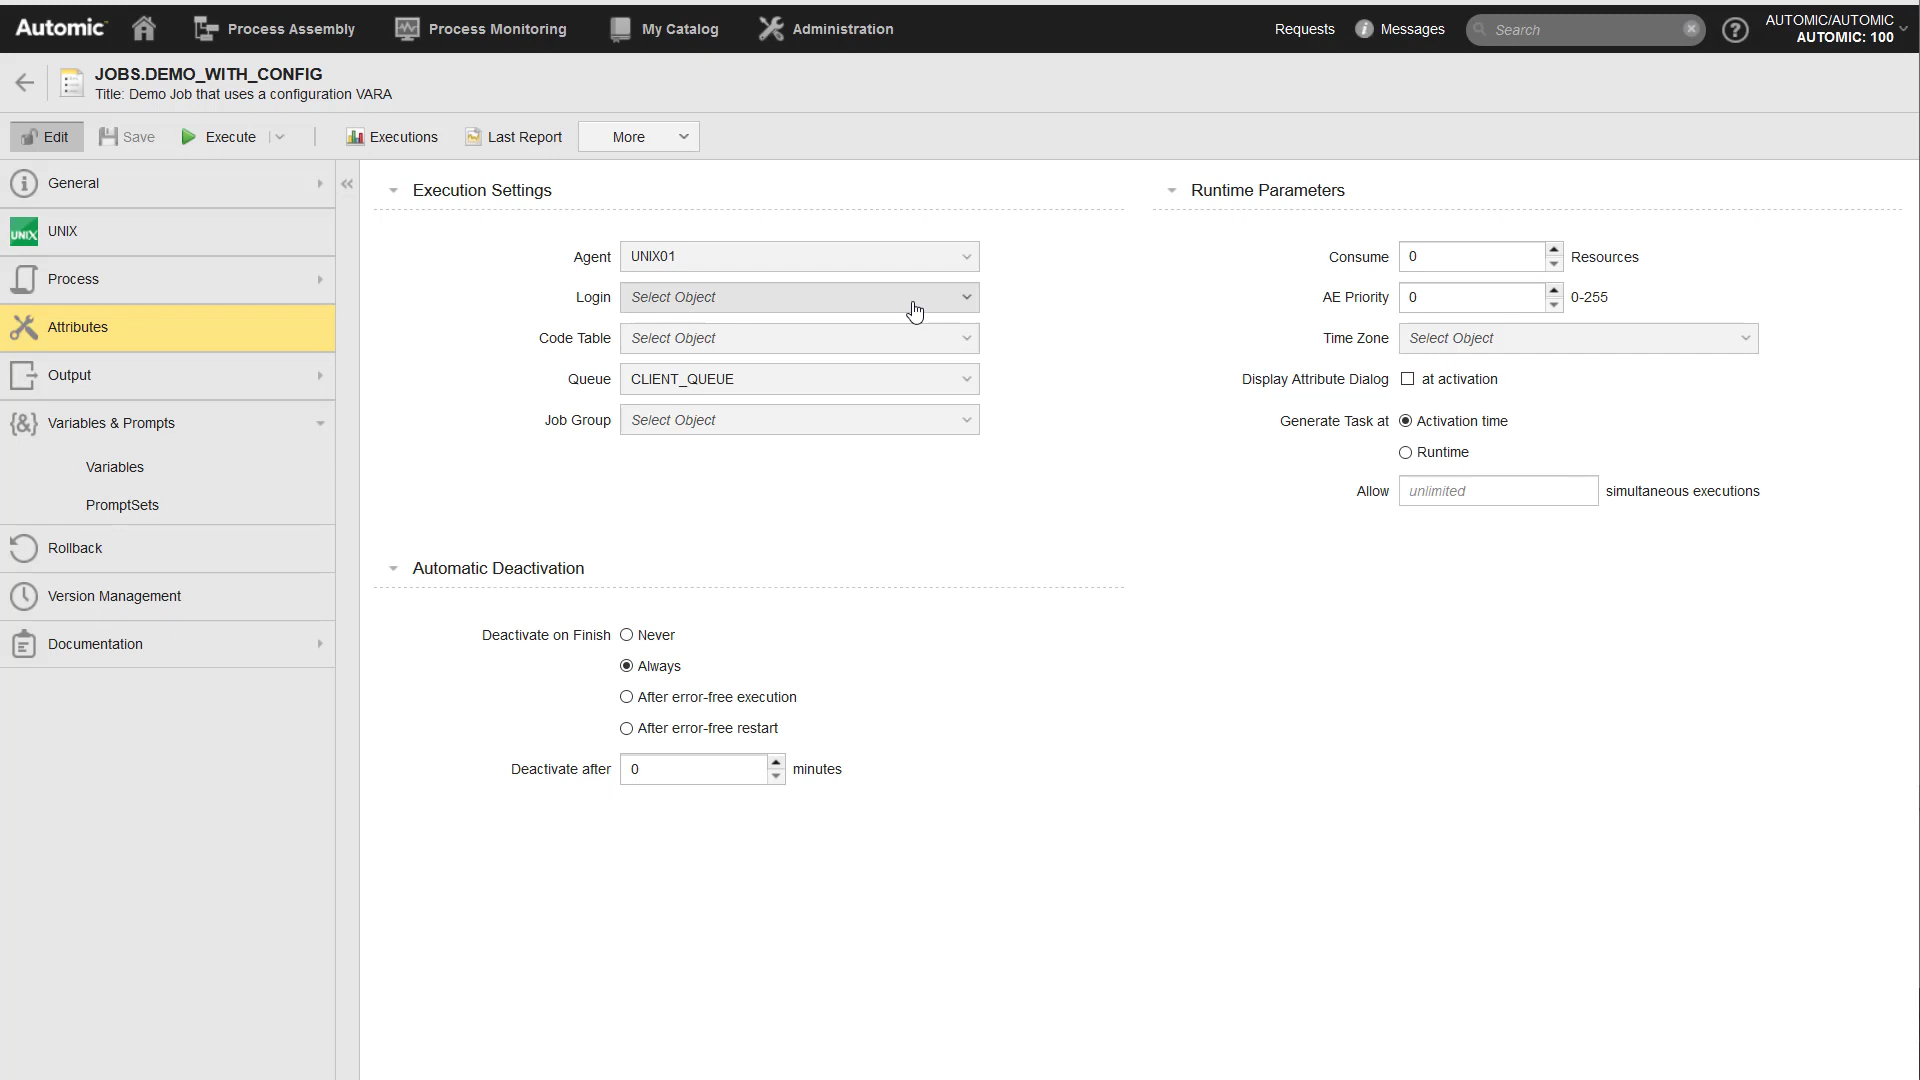 Automic
Process Assembly
Process Monitoring
My Catalog
Administration
Requests
i Messages
Search
?
AUTOMIC/AUTOMIC
AUTOMIC: 100
JOBS.DEMO_WITH_CONFIG
Title: Demo Job that uses a configuration VARA
Edit
Save
Execute
Executions
Last Report
More
General
UNIX UNIX
Process
Attributes
Output
{&} Variables & Prompts
Variables
PromptSets
Rollback
Version Management
Documentation
Execution Settings
Agent UNIX01
Login Select Object
Code Table Select Object
Queue CLIENT_QUEUE
Job Group Select Object
Automatic Deactivation
Deactivate on Finish Never
Always
After error-free execution
After error-free restart
Deactivate after 0 minutes
Runtime Parameters
Consume 0 Resources
AE Priority 0 0-255
Time Zone Select Object
Display Attribute Dialog at activation
Generate Task at Activation time
Runtime
Allow unlimited simultaneous executions